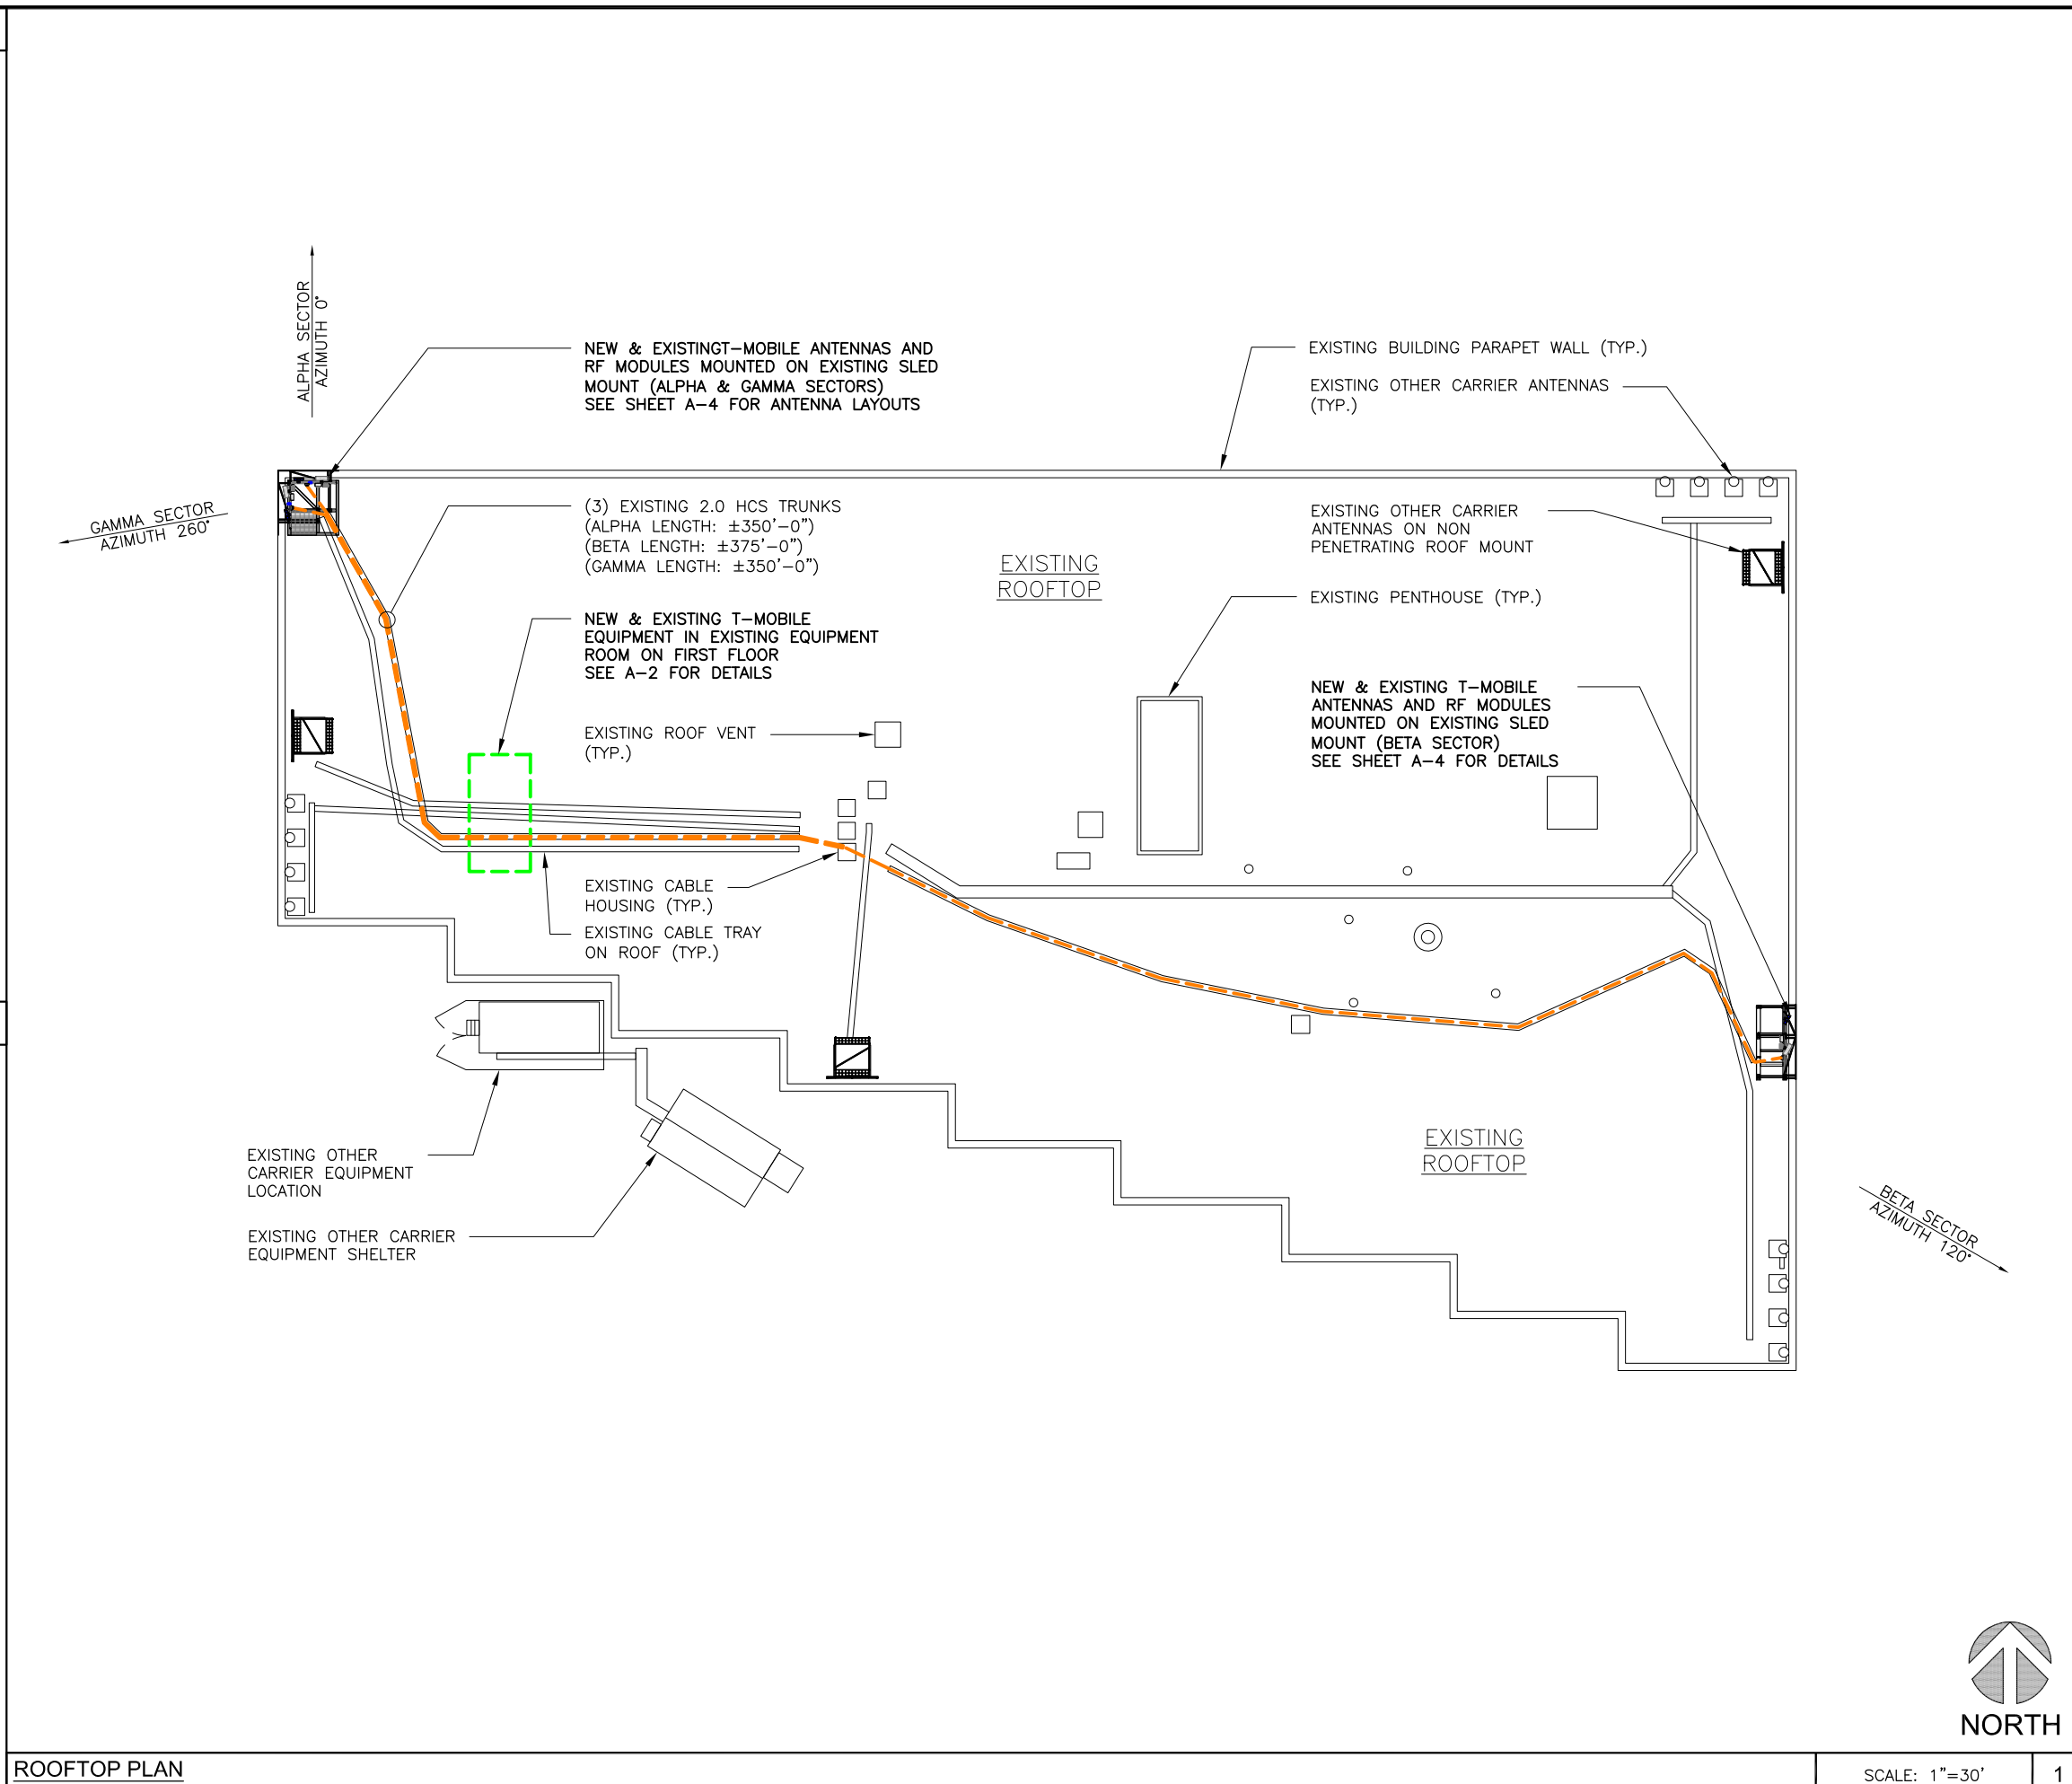 ALPHA SECTOR
AZIMUTH 0°
NEW & EXISTINGT-MOBILE ANTENNAS AND
RF MODULES MOUNTED ON EXISTING SLED
MOUNT (ALPHA & GAMMA SECTORS)
SEE SHEET A-4 FOR ANTENNA LAYOUTS
EXISTING BUILDING PARAPET WALL (TYP.)
EXISTING OTHER CARRIER ANTENNAS
(TYP.)
GAMMA SECTOR
AZIMUTH 260°
(3) EXISTING 2.0 HCS TRUNKS
(ALPHA LENGTH: ±350'-0")
(BETA LENGTH: ±375'-0")
(GAMMA LENGTH: ±350'-0")
EXISTING
ROOFTOP
EXISTING OTHER CARRIER
ANTENNAS ON NON
PENETRATING ROOF MOUNT
EXISTING PENTHOUSE (TYP.)
NEW & EXISTING T-MOBILE
EQUIPMENT IN EXISTING EQUIPMENT
ROOM ON FIRST FLOOR
SEE A-2 FOR DETAILS
NEW & EXISTING T-MOBILE
ANTENNAS AND RF MODULES
MOUNTED ON EXISTING SLED
MOUNT (BETA SECTOR)
SEE SHEET A-4 FOR DETAILS
EXISTING ROOF VENT
(TYP.)
EXISTING CABLE
HOUSING (TYP.)
EXISTING CABLE TRAY
ON ROOF (TYP.)
EXISTING OTHER
CARRIER EQUIPMENT
LOCATION
EXISTING OTHER CARRIER
EQUIPMENT SHELTER
EXISTING
ROOFTOP
BETA SECTOR
AZIMUTH 120°
NORTH
ROOFTOP PLAN
SCALE: 1"=30'
1